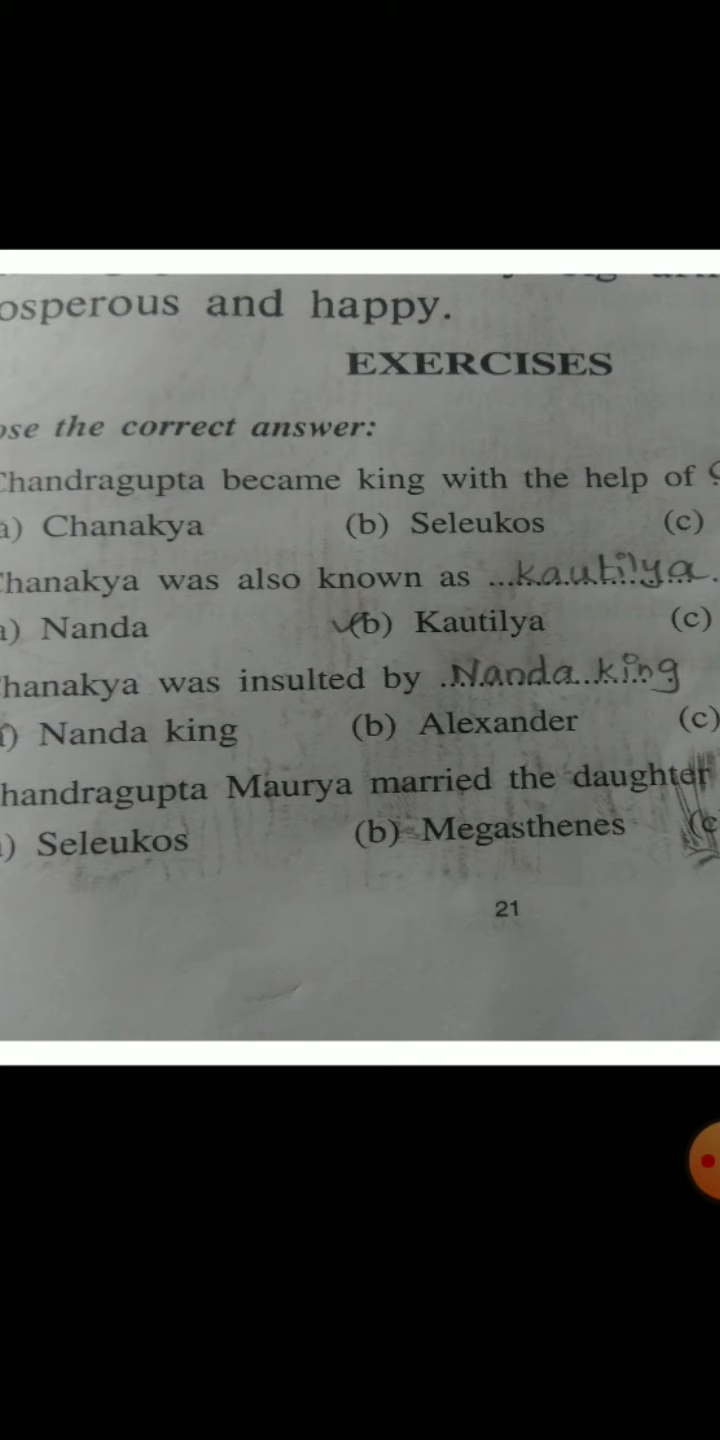 osperous and happy.
EXERCISES
ose the correct answer:
Chandragupta became king with the help of
a) Chanakya (b) Seleukos (c)
Chanakya was also known as ...kautilya.
a) Nanda (b) Kautilya (c)
hanakya was insulted by .Nanda king
) Nanda king (b) Alexander (c)
handragupta Maurya married the daughter
) Seleukos (b) Megasthenes (c
21